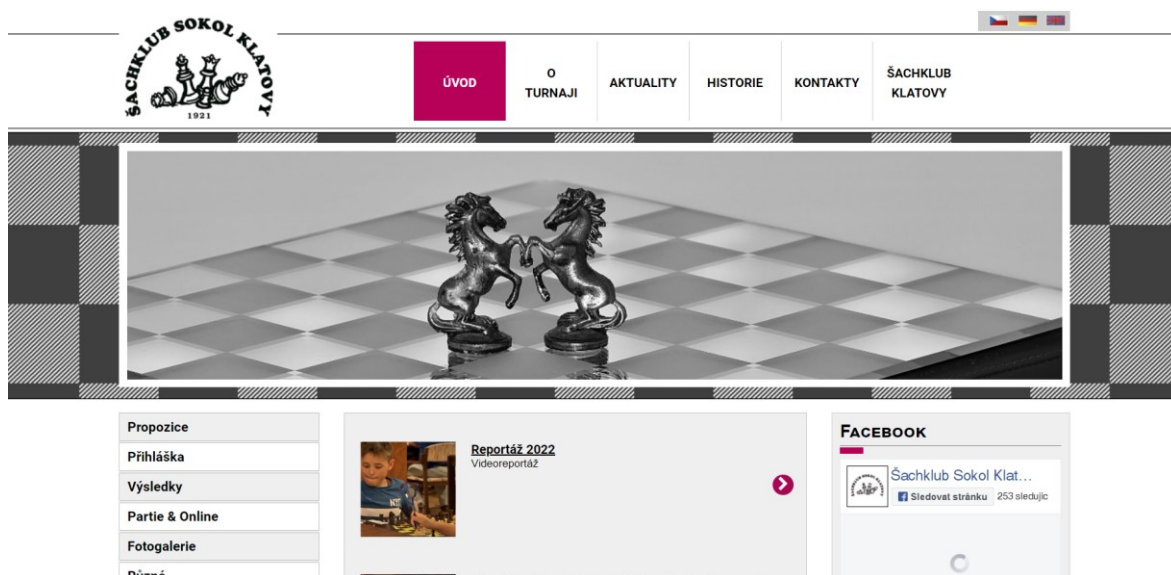 ŠACHKLUB SOKOL KLATOVY
1921
ÚVOD
O
TURNAJI
AKTUALITY
HISTORIE
KONTAKTY
ŠACHKLUB
KLATOVY
Propozice
Přihláška
Výsledky
Partie & Online
Fotogalerie
Různé
Reportáž 2022
Videoreportáž
FACEBOOK
Šachklub Sokol Klat...
Sledovat stránku
253 sledujíc